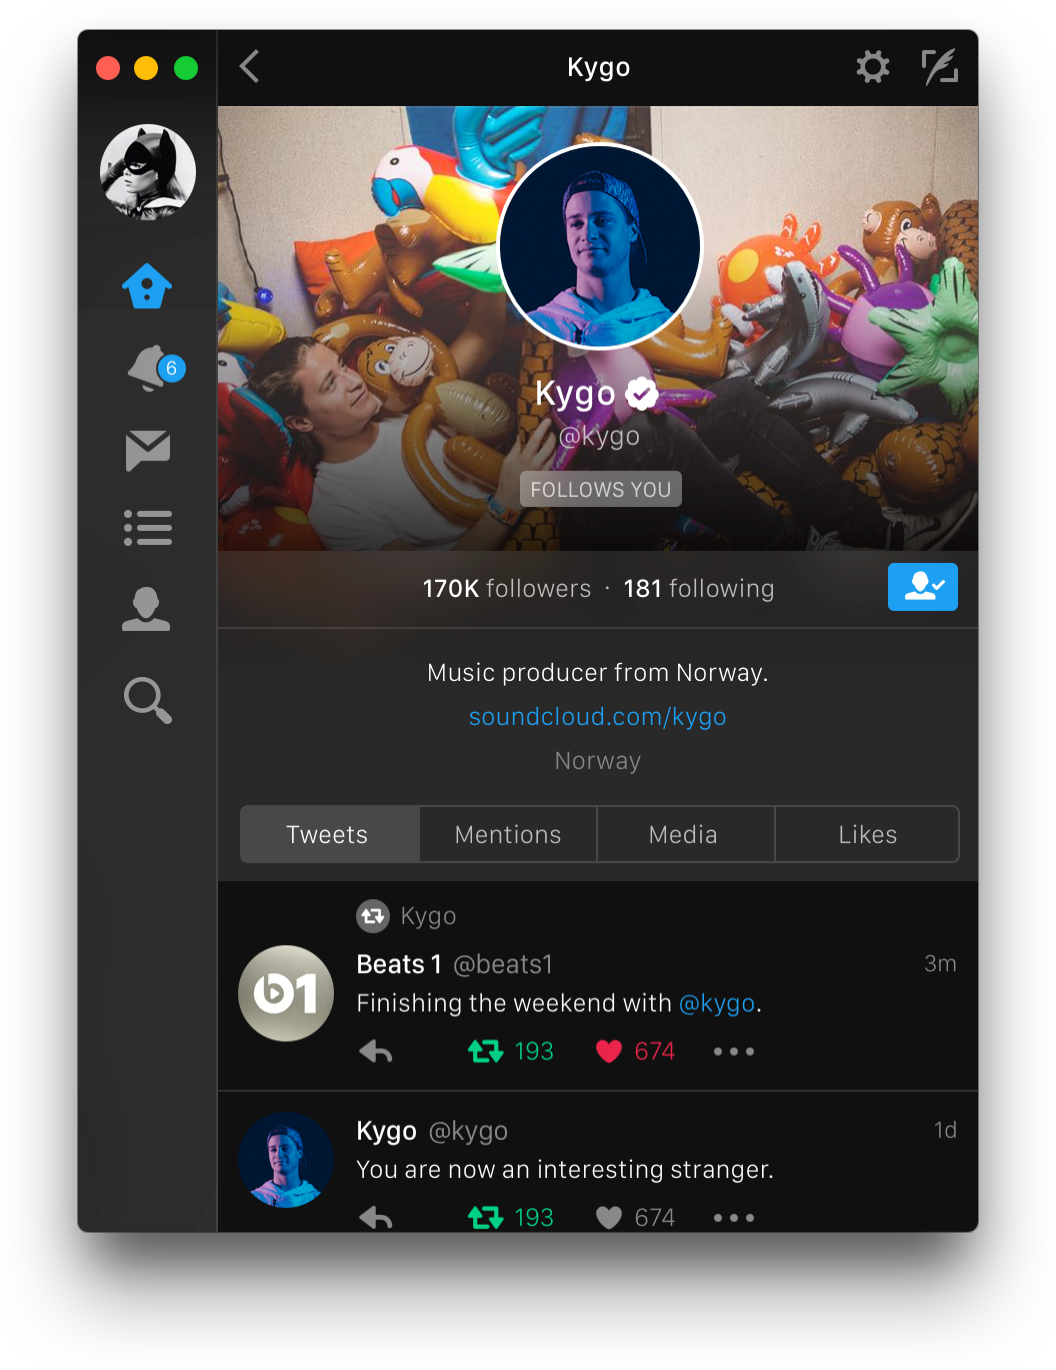 Kygo
6
Kygo
@kygo
FOLLOWS YOU
170K followers · 181 following
Music producer from Norway.
soundcloud.com/kygo
Norway
Tweets Mentions Media Likes
Kygo
Beats 1 @beats1 3m
Finishing the weekend with @kygo.
193 674
Kygo @kygo 1d
You are now an interesting stranger.
193 674